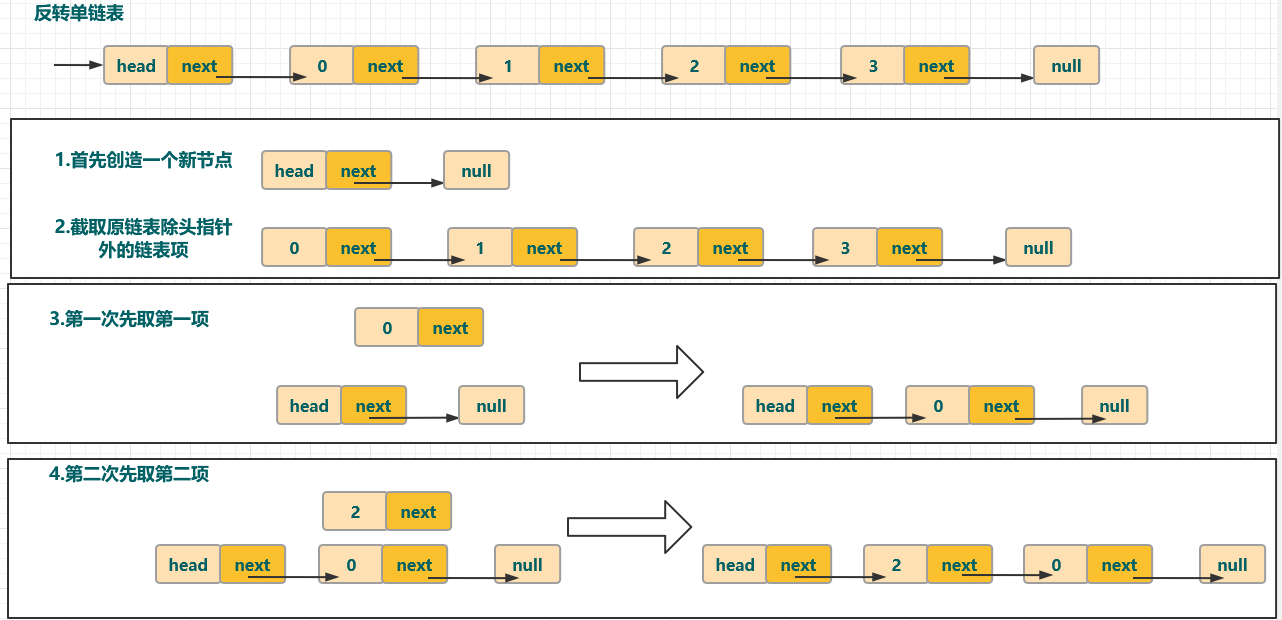 反转单链表
head next 0 next 1 next 2 next 3 next null
1.首先创造一个新节点
head next null
2.截取原链表除头指针
外的链表项
0 next 1 next 2 next 3 next null
3.第一次先取第一项
0 next
head next null head next 0 next null
4.第二次先取第二项
2 next
head next 0 next null head next 2 next 0 next null